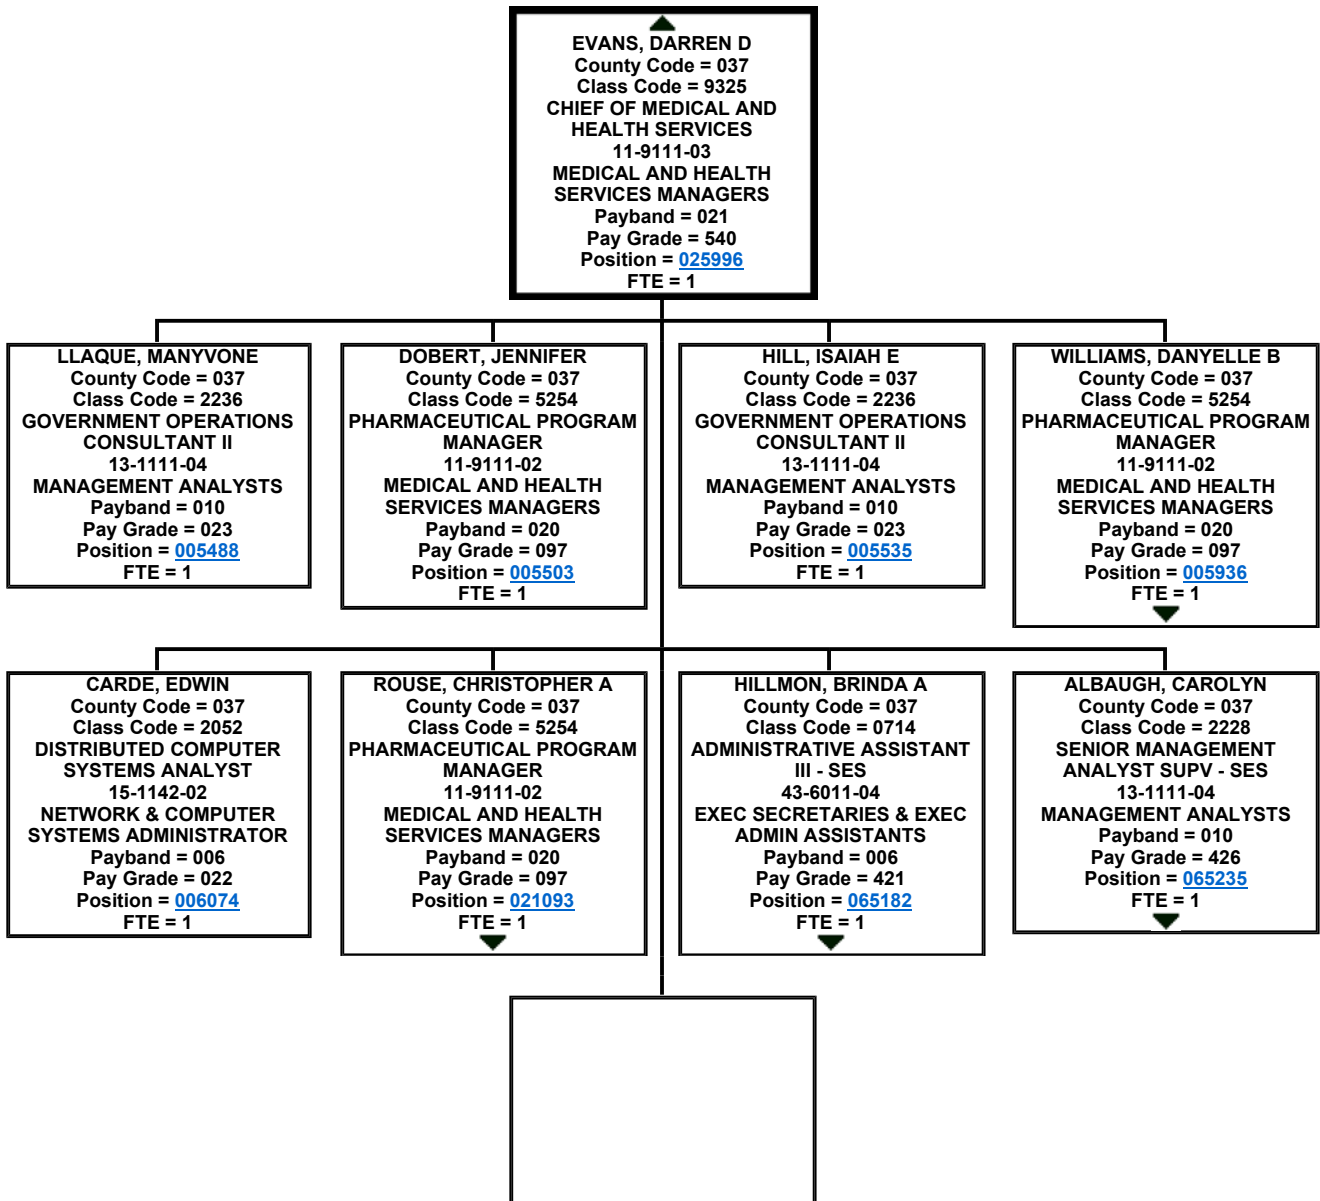 EVANS, DARREN D
County Code = 037
Class Code = 9325
CHIEF OF MEDICAL AND
HEALTH SERVICES
11-9111-03
MEDICAL AND HEALTH
SERVICES MANAGERS
Payband = 021
Pay Grade = 540
Position = 025996
FTE = 1
LLAQUE, MANYVONE
County Code = 037
Class Code = 2236
GOVERNMENT OPERATIONS
CONSULTANT II
13-1111-04
MANAGEMENT ANALYSTS
Payband = 010
Pay Grade = 023
Position = 005488
FTE = 1
DOBERT, JENNIFER
County Code = 037
Class Code = 5254
PHARMACEUTICAL PROGRAM
MANAGER
11-9111-02
MEDICAL AND HEALTH
SERVICES MANAGERS
Payband = 020
Pay Grade = 097
Position = 005503
FTE = 1
HILL, ISAIAH E
County Code = 037
Class Code = 2236
GOVERNMENT OPERATIONS
CONSULTANT II
13-1111-04
MANAGEMENT ANALYSTS
Payband = 010
Pay Grade = 023
Position = 005535
FTE = 1
WILLIAMS, DANYELLE B
County Code = 037
Class Code = 5254
PHARMACEUTICAL PROGRAM
MANAGER
11-9111-02
MEDICAL AND HEALTH
SERVICES MANAGERS
Payband = 020
Pay Grade = 097
Position = 005936
FTE = 1
CARDE, EDWIN
County Code = 037
Class Code = 2052
DISTRIBUTED COMPUTER
SYSTEMS ANALYST
15-1142-02
NETWORK & COMPUTER
SYSTEMS ADMINISTRATOR
Payband = 006
Pay Grade = 022
Position = 006074
FTE = 1
ROUSE, CHRISTOPHER A
County Code = 037
Class Code = 5254
PHARMACEUTICAL PROGRAM
MANAGER
11-9111-02
MEDICAL AND HEALTH
SERVICES MANAGERS
Payband = 020
Pay Grade = 097
Position = 021093
FTE = 1
HILLMON, BRINDA A
County Code = 037
Class Code = 0714
ADMINISTRATIVE ASSISTANT
III - SES
43-6011-04
EXEC SECRETARIES & EXEC
ADMIN ASSISTANTS
Payband = 006
Pay Grade = 421
Position = 065182
FTE = 1
ALBAUGH, CAROLYN
County Code = 037
Class Code = 2228
SENIOR MANAGEMENT
ANALYST SUPV - SES
13-1111-04
MANAGEMENT ANALYSTS
Payband = 010
Pay Grade = 426
Position = 065235
FTE = 1